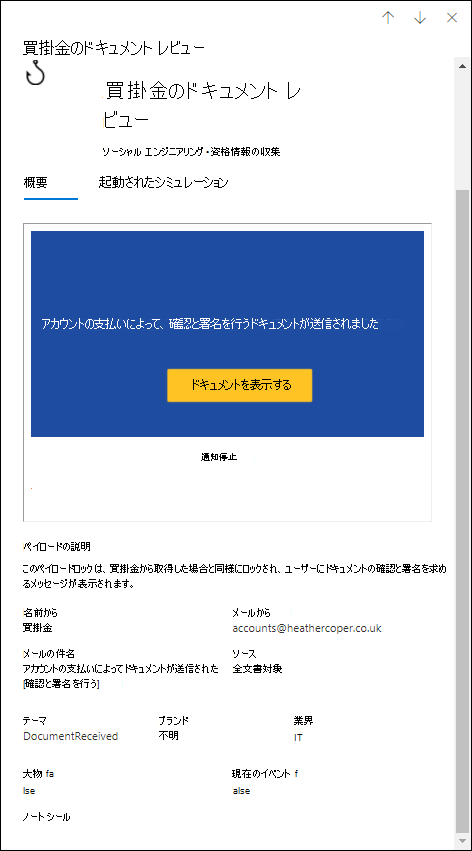 買掛金のドキュメント レビュー
買掛金のドキュメント レ
ビュー
ソーシャル エンジニアリング・資格情報の収集
概要 起動されたシミュレーション
アカウントの支払いによって、確認と署名を行うドキュメントが送信されました
ドキュメントを表示する
通知停止
ペイロードの説明
このペイロードロックは、買掛金から取得した場合と同様にロックされ、ユーザーにドキュメントの確認と署名を求め
るメッセージが表示されます。
名前から メールから
買掛金 accounts@heathercoper.co.uk
メールの件名 ソース
アカウントの支払いによってドキュメントが送信された 全文書対象
[確認と署名を行う]
テーマ ブランド 業界
DocumentReceived 不明 IT
大物 fa 現在のイベント f
lse alse
ノートシール